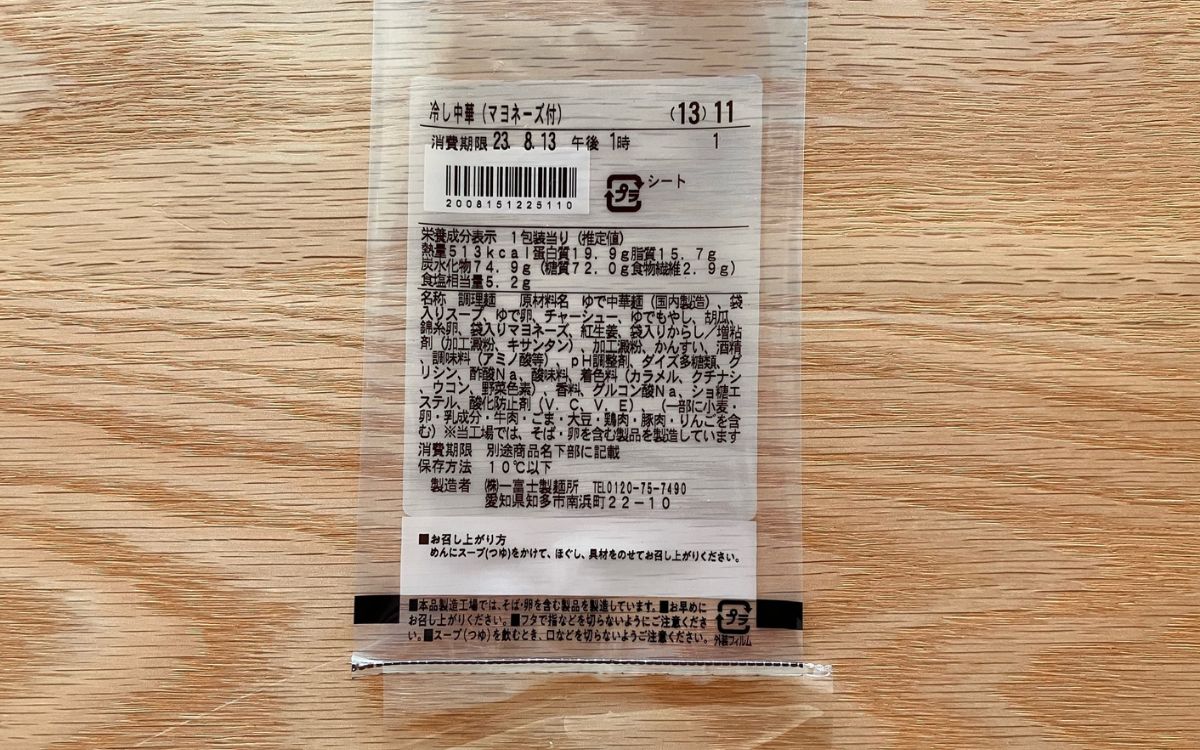 冷し中華(マヨネーズ付) (13) 11
消費期限 23. 8. 13 午後 1時 1
2008151225110
プラ シート
栄養成分表示 1包装当り(推定値)
熱量513kcal蛋白質19.9g脂質15.7g
炭水化物74.9g(糖質72.0g食物繊維2.9g)
食塩相当量5.2g
名称 調理麺 原材料名 ゆで中華麺(国内製造)、袋
入りスープ、ゆで卵、チャーシュー、ゆでもやし、胡瓜、
錦糸卵、袋入りマヨネーズ、紅生姜、袋入りからし/増粘
剤(加工澱粉、キサンタン)、加工澱粉、かんすい、酒精
、調味料(アミノ酸等)、pH調整剤、ダイズ多糖類、グ
リシン、酢酸Na、酸味料、着色料(カラメル、クチナシ
、ウコン、野菜色素)、香料、グルコン酸Na、ショ糖エ
ステル、酸化防止剤(V.C、V.E)、(一部に小麦・
卵・乳成分・牛肉・ごま・大豆・鶏肉・豚肉・りんごを含
む)※当工場では、そば・卵を含む製品を製造しています
消費期限 別途商品名下部に記載
保存方法 10℃以下
製造者 ㈱一富士製麺所 TEL0120-75-7490
愛知県知多市南浜町22-10
■お召し上がり方
めんにスープ(つゆ)をかけて、ほぐし、具材をのせてお召し上がりください。
■本品製造工場では、そば・卵を含む製品を製造しています。■お早めに
お召し上がりください。■フタで指などを切らないようにご注意くださ
い。■スープ(つゆ)を飲むとき、口などを切らないようご注意ください。
プラ
外装フィルム